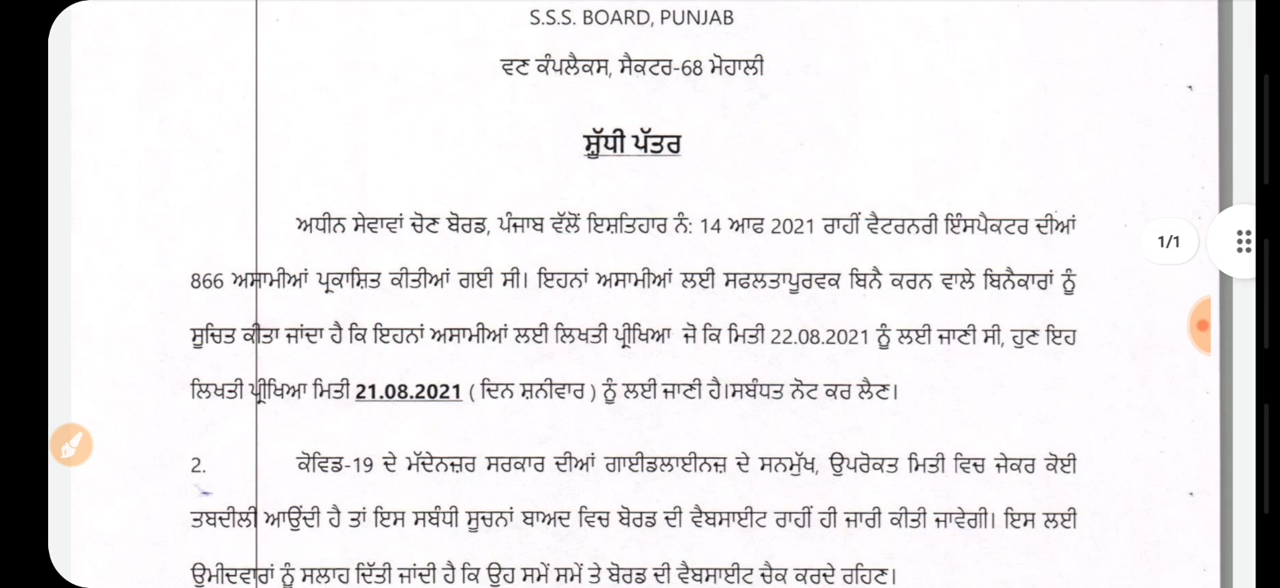 S.S.S. BOARD, PUNJAB
ਵਣ ਕੰਪਲੈਕਸ, ਸੈਕਟਰ-68 ਮੋਹਾਲੀ
ਸ਼ੁੱਧੀ ਪੱਤਰ
ਅਧੀਨ ਸੇਵਾਵਾਂ ਚੋਣ ਬੋਰਡ, ਪੰਜਾਬ ਵੱਲੋਂ ਇਸ਼ਤਿਹਾਰ ਨੰ: 14 ਆਫ 2021 ਰਾਹੀਂ ਵੈਟਰਨਰੀ ਇੰਸਪੈਕਟਰ ਦੀਆਂ
866 ਅਸਾਮੀਆਂ ਪ੍ਰਕਾਸ਼ਿਤ ਕੀਤੀਆਂ ਗਈ ਸੀ। ਇਹਨਾਂ ਅਸਾਮੀਆਂ ਲਈ ਸਫਲਤਾਪੂਰਵਕ ਬਿਨੈ ਕਰਨ ਵਾਲੇ ਬਿਨੈਕਾਰਾਂ ਨੂੰ
ਸੂਚਿਤ ਕੀਤਾ ਜਾਂਦਾ ਹੈ ਕਿ ਇਹਨਾਂ ਅਸਾਮੀਆਂ ਲਈ ਲਿਖਤੀ ਪ੍ਰੀਖਿਆ ਜੋ ਕਿ ਮਿਤੀ 22.08.2021 ਨੂੰ ਲਈ ਜਾਣੀ ਸੀ, ਹੁਣ ਇਹ
ਲਿਖਤੀ ਪ੍ਰੀਖਿਆ ਮਿਤੀ 21.08.2021 ( ਦਿਨ ਸ਼ਨੀਵਾਰ ) ਨੂੰ ਲਈ ਜਾਣੀ ਹੈ।ਸਬੰਧਤ ਨੋਟ ਕਰ ਲੈਣ।
2. ਕੋਵਿਡ-19 ਦੇ ਮੱਦੇਨਜ਼ਰ ਸਰਕਾਰ ਦੀਆਂ ਗਾਈਡਲਾਈਨਜ਼ ਦੇ ਸਨਮੁੱਖ, ਉਪਰੋਕਤ ਮਿਤੀ ਵਿਚ ਜੇਕਰ ਕੋਈ
ਤਬਦੀਲੀ ਆਉਂਦੀ ਹੈ ਤਾਂ ਇਸ ਸਬੰਧੀ ਸੂਚਨਾਂ ਬਾਅਦ ਵਿਚ ਬੋਰਡ ਦੀ ਵੈਬਸਾਈਟ ਰਾਹੀਂ ਹੀ ਜਾਰੀ ਕੀਤੀ ਜਾਵੇਗੀ। ਇਸ ਲਈ
ਉਮੀਦਵਾਰਾਂ ਨੂੰ ਸਲਾਹ ਦਿੱਤੀ ਜਾਂਦੀ ਹੈ ਕਿ ਉਹ ਸਮੇਂ ਸਮੇਂ ਤੇ ਬੋਰਡ ਦੀ ਵੈਬਸਾਈਟ ਚੈਕ ਕਰਦੇ ਰਹਿਣ।
1/1